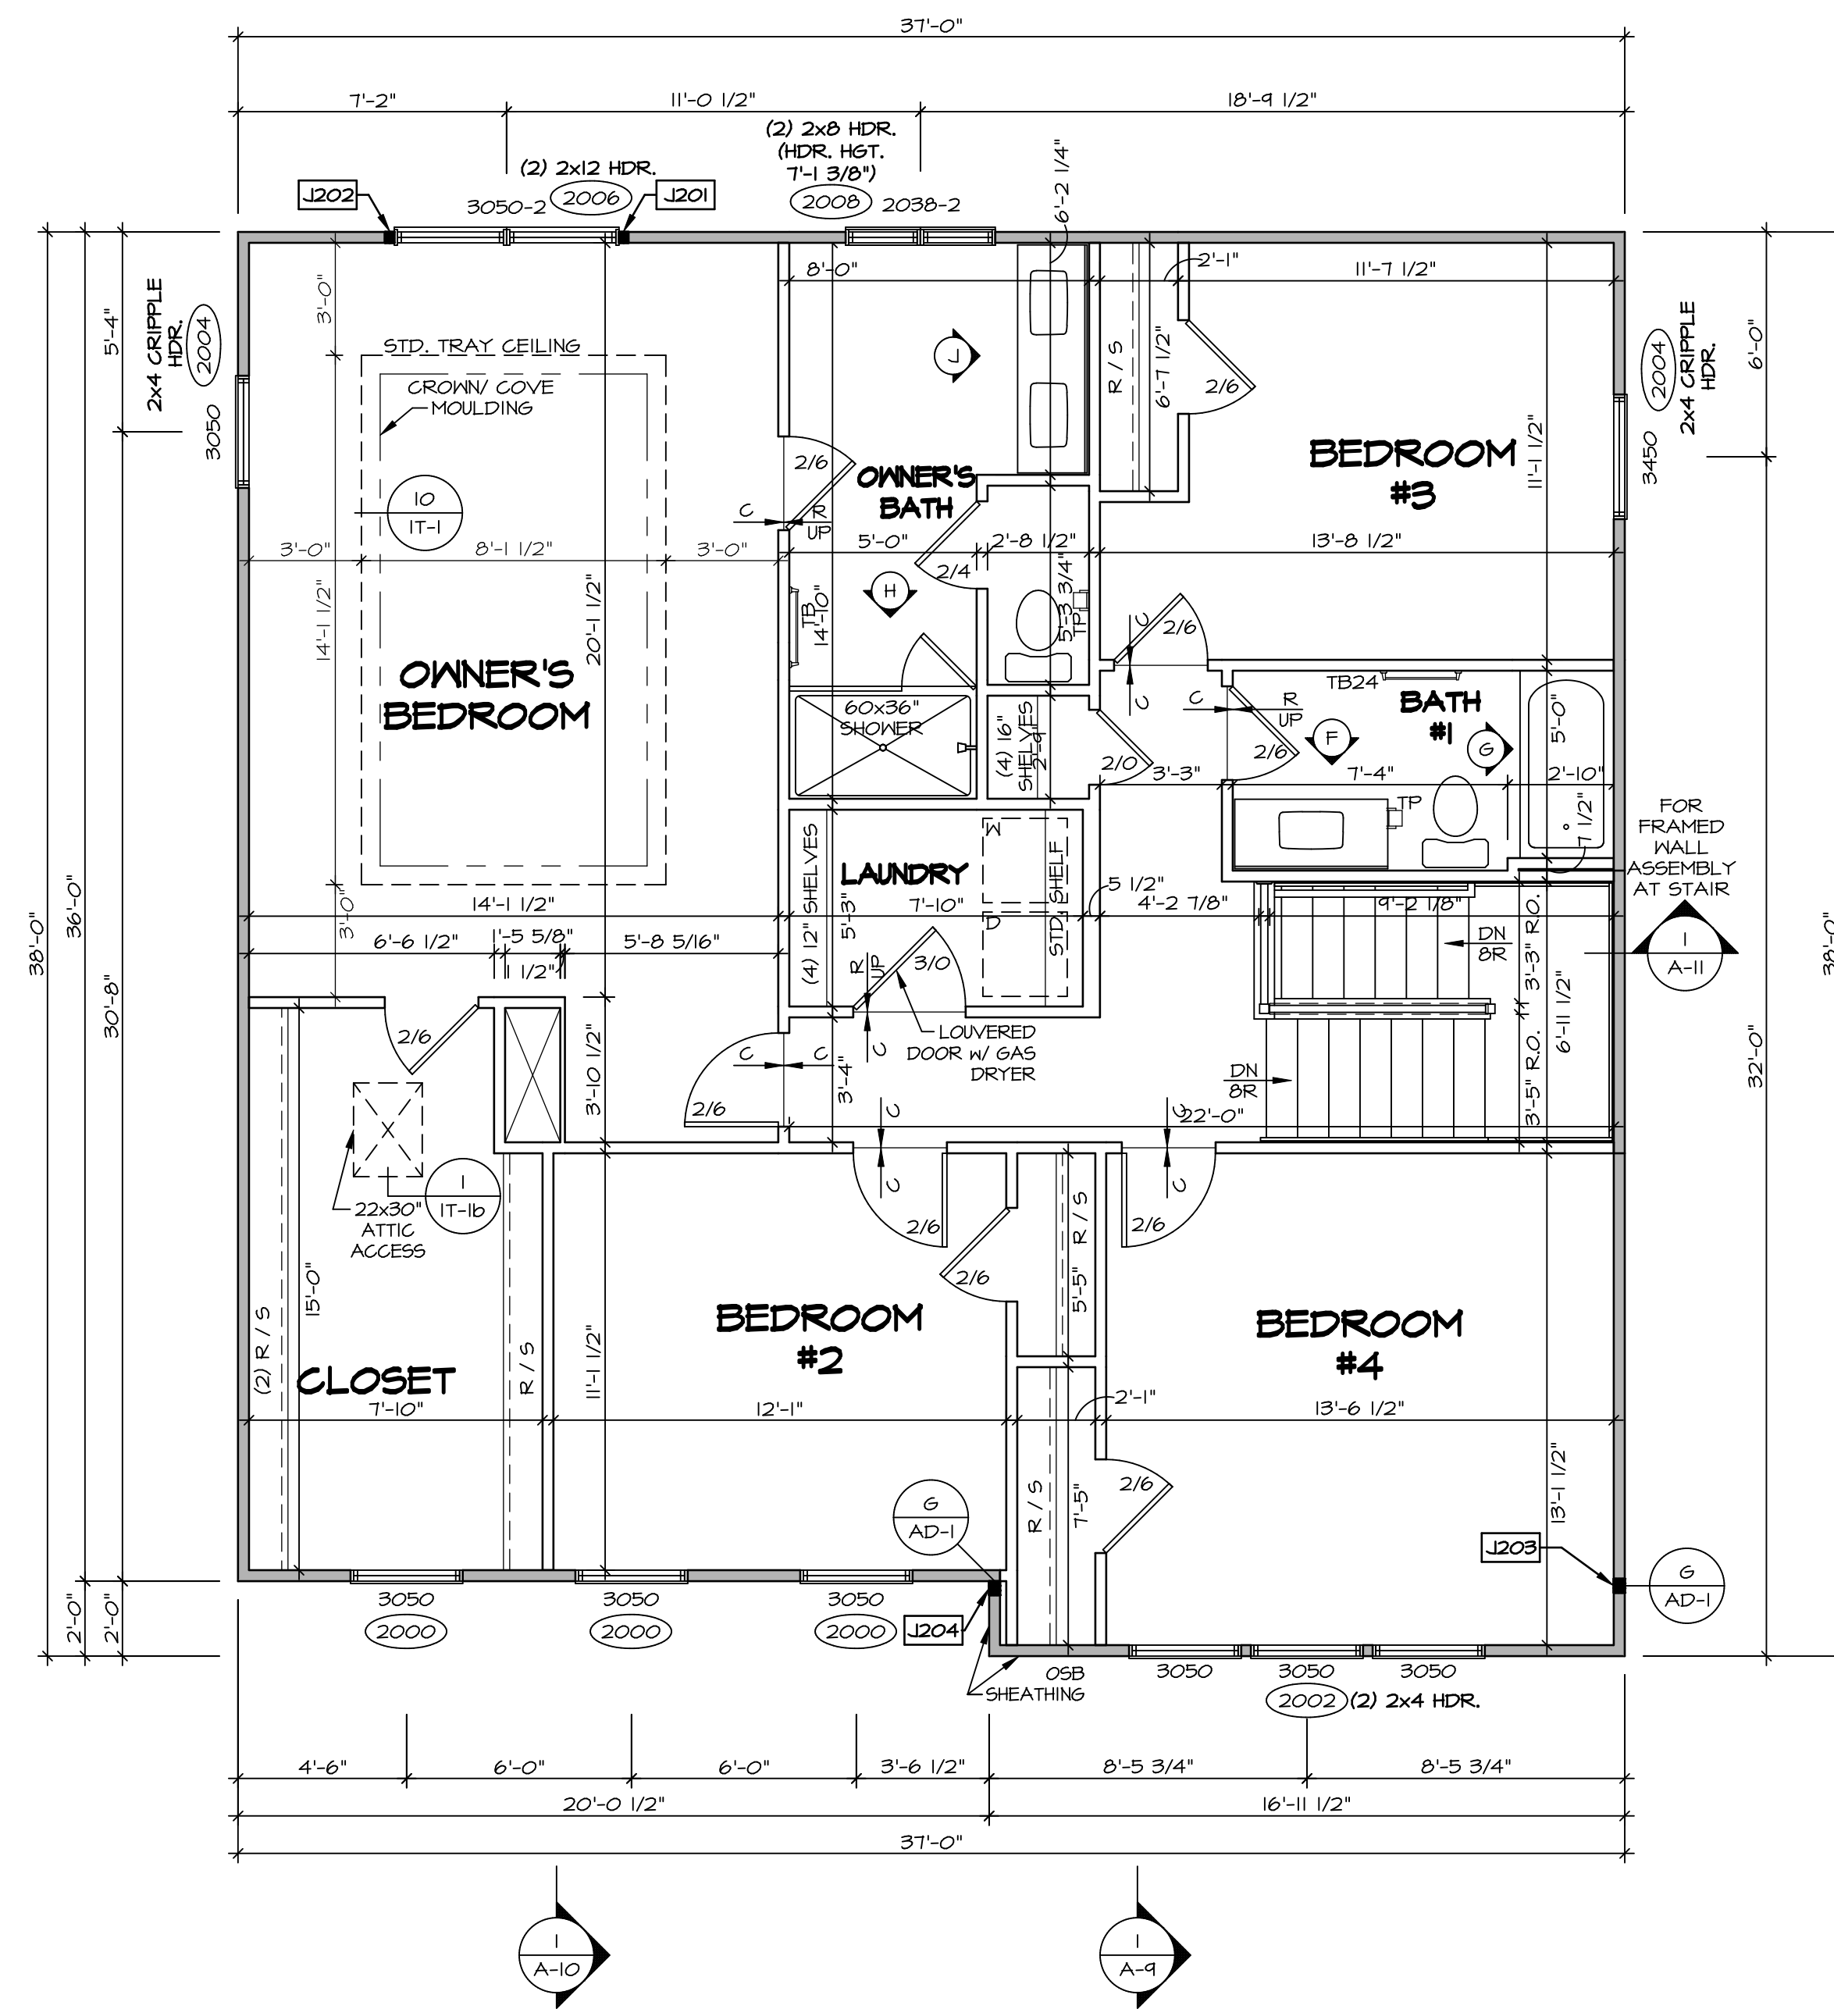 37'-0"
7'-2"
11'-0 1/2"
18'-9 1/2"
(2) 2x8 HDR.
(HDR. HGT.
7'-1 3/8")
(2) 2x12 HDR.
J202
3050-2
2006
J201
2008
2038-2
6'-2 1/4"
5'-4"
2x4 CRIPPLE
HDR.
2004
3050
3'-0"
8'-0"
2'-1"
11'-7 1/2"
STD. TRAY CEILING
CROWN/ COVE
MOULDING
J
R / S
6'-7 1/2"
2/6
11'-1 1/2"
2004
2x4 CRIPPLE
HDR.
3450
6'-0"
BEDROOM
#3
2/6
OWNER'S
BATH
10
IT-1
C
R
UP
3'-0"
8'-1 1/2"
3'-0"
5'-0"
2'-8 1/2"
13'-8 1/2"
2/4
H
TB
14'-10"
5'-3 3/4"
TP
14'-1 1/2"
20'-1 1/2"
C
2/6
C
OWNER'S
BEDROOM
60x36"
SHOWER
(4) 16"
SHELVES
2'-9"
2/0
C
R
UP
2/6
TB24
F
BATH
#1
G
5'-0"
3'-3"
7'-4"
2'-10"
TP
7 1/2"
FOR
FRAMED
WALL
ASSEMBLY
AT STAIR
1
A-11
38'-0"
36'-0"
30'-8"
(4) 12" SHELVES
LAUNDRY
5'-3"
W
D
STD. SHELF
7'-10"
5 1/2"
4'-2 7/8"
9'-2 1/8"
14'-1 1/2"
3'-0"
6'-6 1/2"
1'-5 5/8"
1 1/2"
5'-8 5/16"
R
UP
3/0
DN
8R
3'-3" R.O.
6'-11 1/2"
3'-5" R.O.
DN
8R
LOUVERED
DOOR W/ GAS
DRYER
C
C
C
3'-4"
2/6
2/6
3'-10 1/2"
C
C
22'-0"
32'-0"
38'-0"
C
C
2/6
2/6
22x30"
ATTIC
ACCESS
1
IT-1b
R / S
5'-5"
2/6
(2) R / S
15'-0"
R / S
11'-1 1/2"
BEDROOM
#2
BEDROOM
#4
CLOSET
7'-10"
12'-1"
2'-1"
13'-6 1/2"
R / S
7'-5"
2/6
13'-1 1/2"
G
AD-1
J203
G
AD-1
2'-0"
2'-0"
3050
3050
3050
2000
2000
2000
J204
OSB
SHEATHING
3050
3050
3050
2002
(2) 2x4 HDR.
4'-6"
6'-0"
6'-0"
3'-6 1/2"
8'-5 3/4"
8'-5 3/4"
20'-0 1/2"
16'-11 1/2"
37'-0"
1
A-10
1
A-9